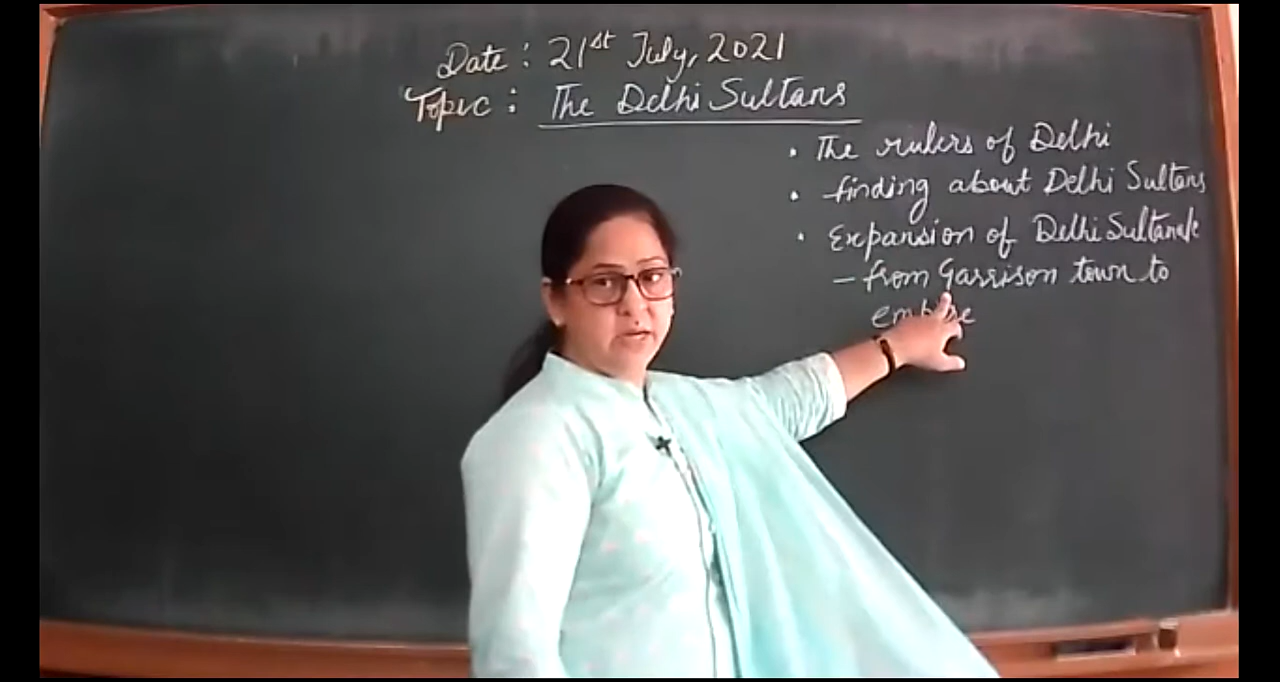 Date : 21st July, 2021
Topic : The Delhi Sultans
• The rulers of Delhi
• finding about Delhi Sultans
• Expansion of Delhi Sultanate
– from Garrison town to
empire